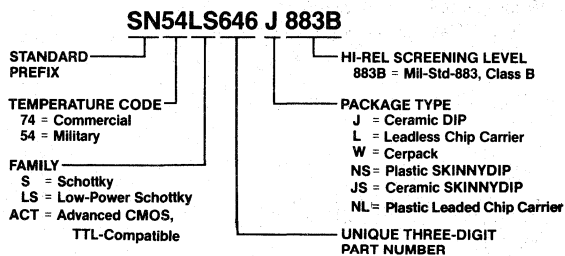 SN54LS646 J 883B
STANDARD
PREFIX
TEMPERATURE CODE
74 = Commercial
54 = Military
FAMILY
S = Schottky
LS = Low-Power Schottky
ACT = Advanced CMOS,
TTL-Compatible
HI-REL SCREENING LEVEL
883B = Mil-Std-883, Class B
PACKAGE TYPE
J = Ceramic DIP
L = Leadless Chip Carrier
W = Cerpack
NS = Plastic SKINNYDIP
JS = Ceramic SKINNYDIP
NL = Plastic Leaded Chip Carrier
UNIQUE THREE-DIGIT
PART NUMBER